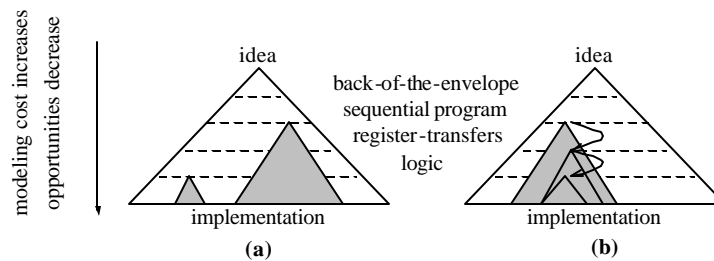 modeling cost increases
opportunities decrease
idea
back-of-the-envelope
sequential program
register-transfers
logic
implementation
(a)
idea
implementation
(b)